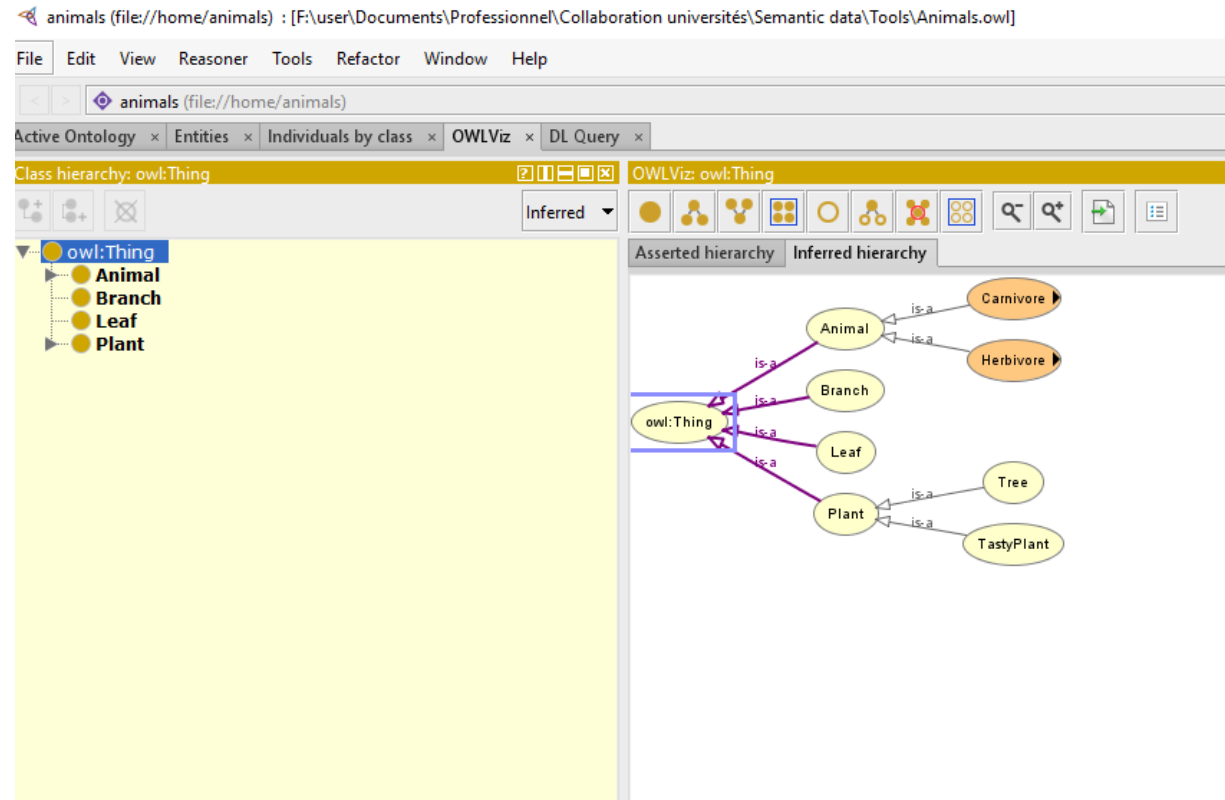 animals (file://home/animals) : [F:\user\Documents\Professionnel\Collaboration universités\Semantic data\Tools\Animals.owl]
File Edit View Reasoner Tools Refactor Window Help
< > animals (file://home/animals)
Active Ontology × Entities × Individuals by class × OWLViz × DL Query ×
Class hierarchy: owl:Thing
OWLViz: owl:Thing
Inferred
Asserted hierarchy Inferred hierarchy
owl:Thing
Animal
Branch
Leaf
Plant
Carnivore
is-a
Animal
is-a
Herbivore
is-a
Branch
is-a
owl:Thing
is-a
Leaf
is-a
Tree
is-a
Plant
is-a
TastyPlant